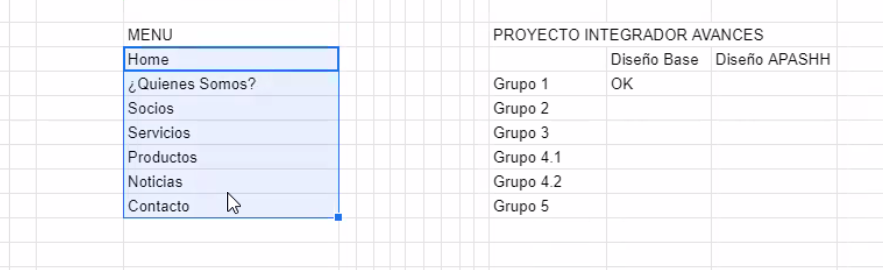 MENU
Home
¿Quienes Somos?
Socios
Servicios
Productos
Noticias
Contacto
PROYECTO INTEGRADOR AVANCES
Diseño Base Diseño APASHH
Grupo 1 OK
Grupo 2
Grupo 3
Grupo 4.1
Grupo 4.2
Grupo 5